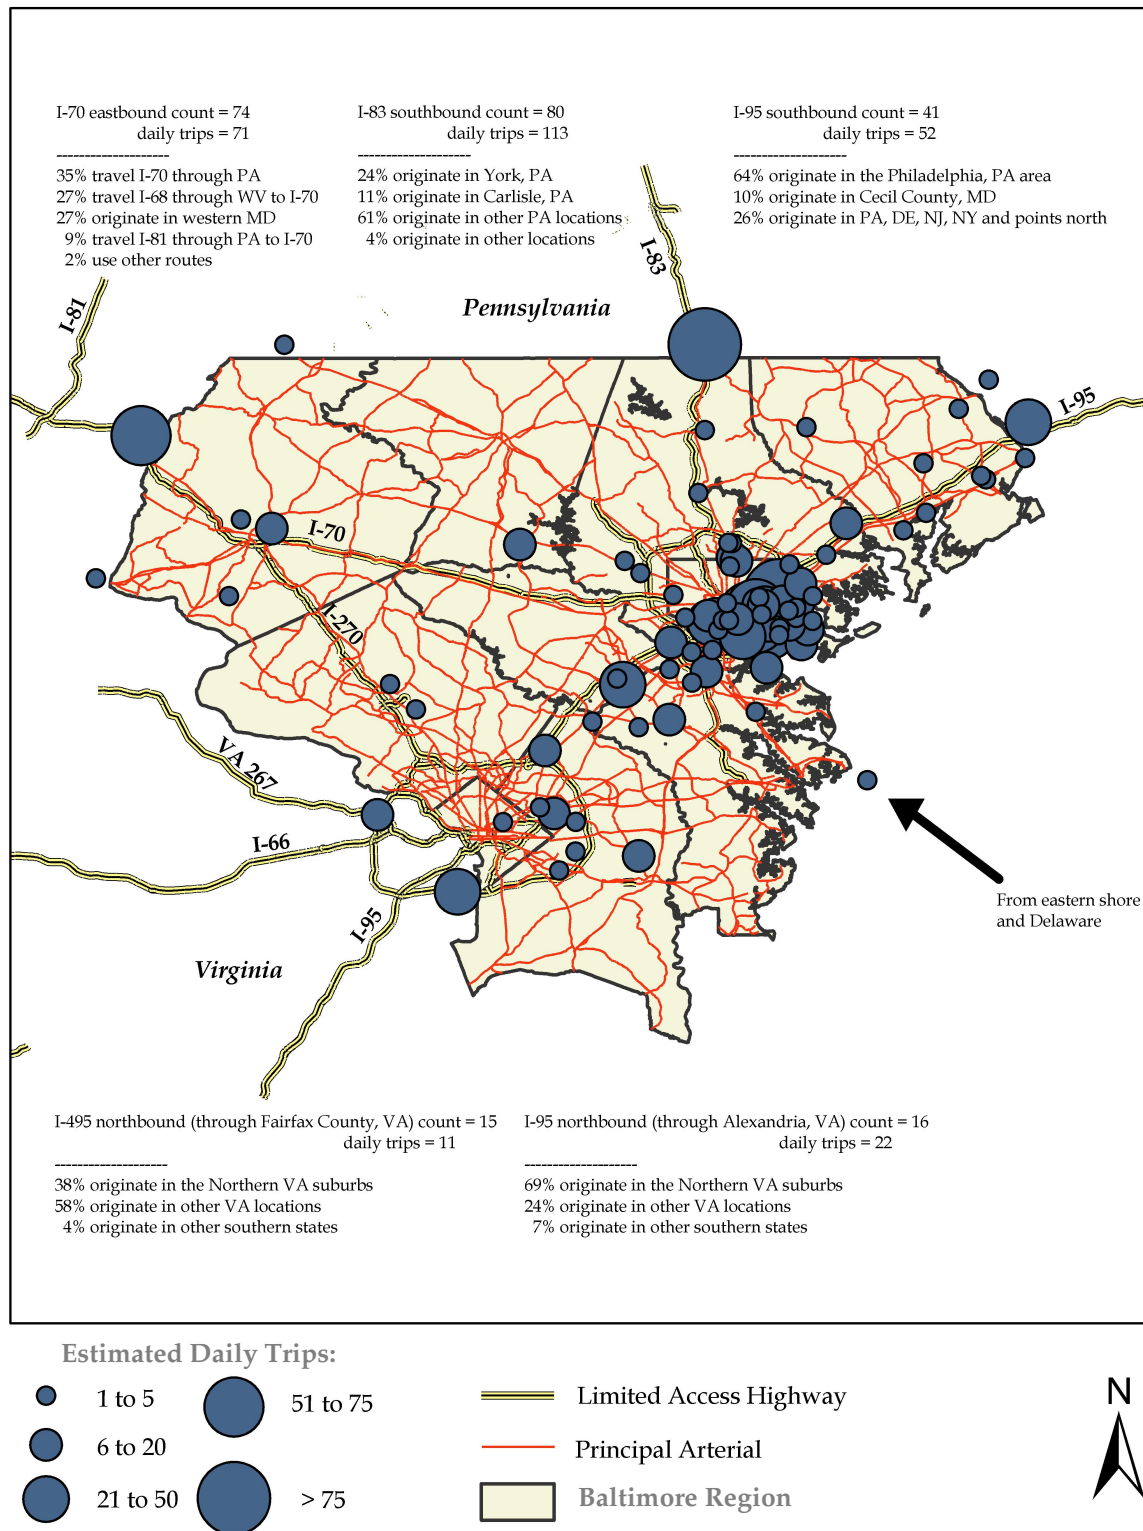 I-70 eastbound count = 74
daily trips = 71
--------------------
35% travel I-70 through PA
27% travel I-68 through WV to I-70
27% originate in western MD
9% travel I-81 through PA to I-70
2% use other routes
I-83 southbound count = 80
daily trips = 113
--------------------
24% originate in York, PA
11% originate in Carlisle, PA
61% originate in other PA locations
4% originate in other locations
I-95 southbound count = 41
daily trips = 52
--------------------
64% originate in the Philadelphia, PA area
10% originate in Cecil County, MD
26% originate in PA, DE, NJ, NY and points north
I-83
I-81
Pennsylvania
I-95
I-70
I-270
VA 267
I-66
I-95
From eastern shore
and Delaware
Virginia
I-495 northbound (through Fairfax County, VA) count = 15
daily trips = 11
--------------------
38% originate in the Northern VA suburbs
58% originate in other VA locations
4% originate in other southern states
I-95 northbound (through Alexandria, VA) count = 16
daily trips = 22
--------------------
69% originate in the Northern VA suburbs
24% originate in other VA locations
7% originate in other southern states
Estimated Daily Trips:
1 to 5
6 to 20
21 to 50
51 to 75
> 75
Limited Access Highway
Principal Arterial
Baltimore Region
N